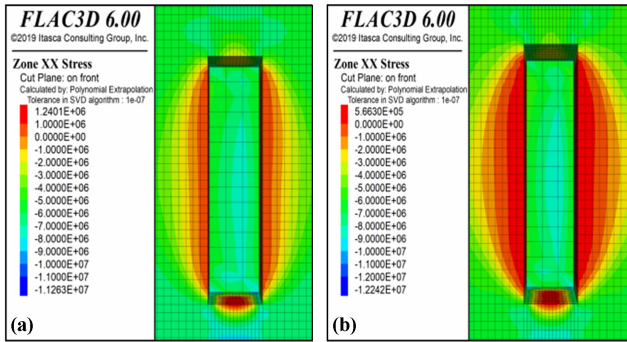 FLAC3D 6.00
©2019 Itasca Consulting Group, Inc.
Zone XX Stress
Cut Plane: on front
Calculated by: Polynomial Extrapolation
Tolerance in SVD algorithm : 1e-07
1.2401E+06
1.0000E+06
0.0000E+00
-1.0000E+06
-2.0000E+06
-3.0000E+06
-4.0000E+06
-5.0000E+06
-6.0000E+06
-7.0000E+06
-8.0000E+06
-9.0000E+06
-1.0000E+07
-1.1000E+07
-1.1263E+07
(a)
FLAC3D 6.00
©2019 Itasca Consulting Group, Inc.
Zone XX Stress
Cut Plane: on front
Calculated by: Polynomial Extrapolation
Tolerance in SVD algorithm : 1e-07
5.6630E+05
0.0000E+00
-1.0000E+06
-2.0000E+06
-3.0000E+06
-4.0000E+06
-5.0000E+06
-6.0000E+06
-7.0000E+06
-8.0000E+06
-9.0000E+06
-1.0000E+07
-1.1000E+07
-1.2000E+07
-1.2242E+07
(b)